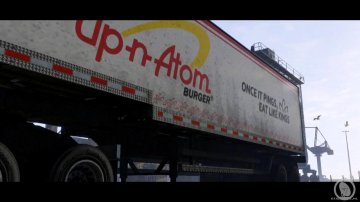 Up-n-Atom
BURGER
ONCE IT PINGS,
EAT LIKE KINGS